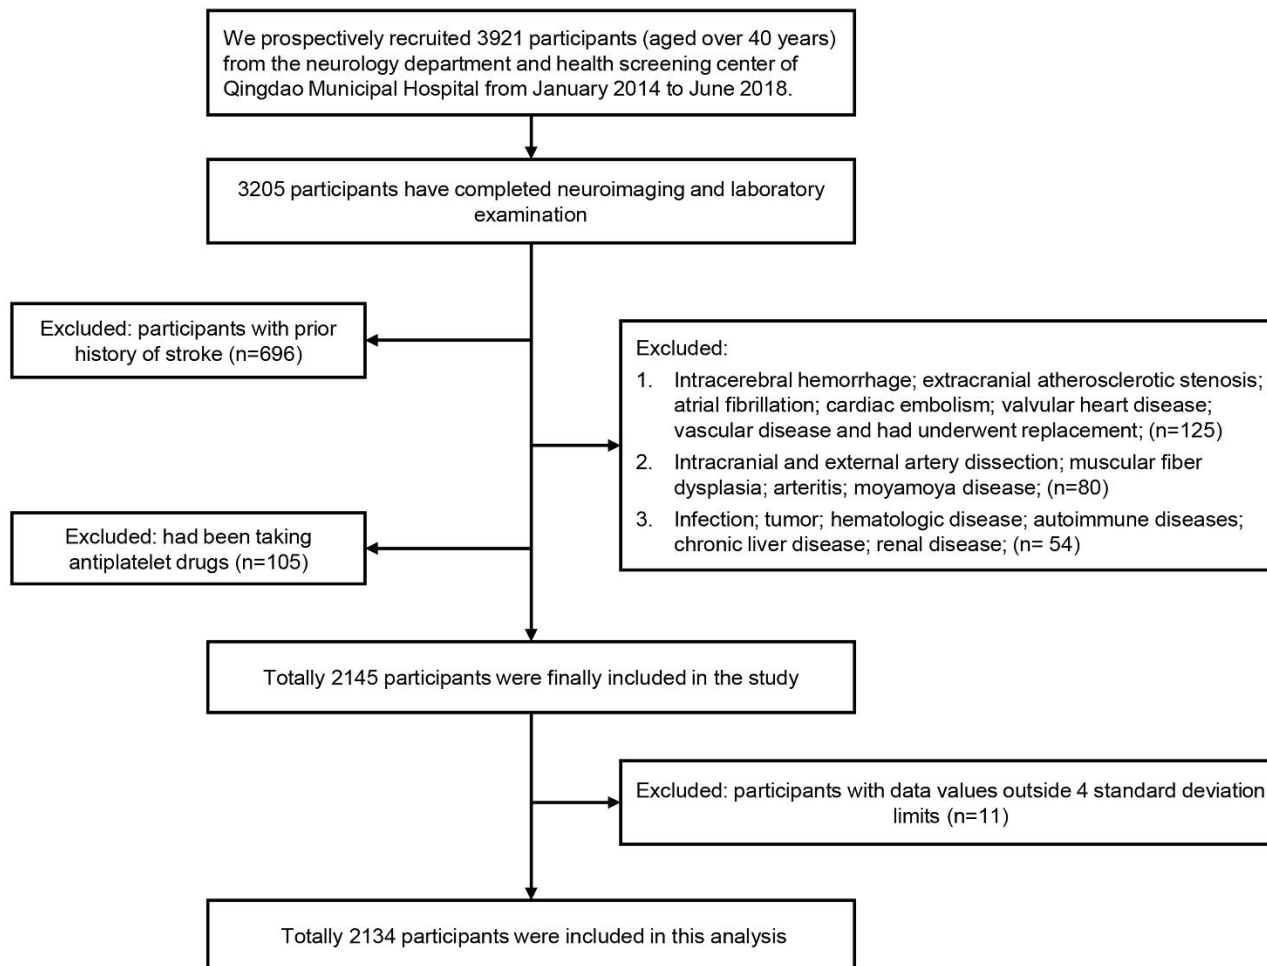 We prospectively recruited 3921 participants (aged over 40 years)
from the neurology department and health screening center of
Qingdao Municipal Hospital from January 2014 to June 2018.
3205 participants have completed neuroimaging and laboratory
examination
Excluded: participants with prior
history of stroke (n=696)
Excluded:
1. Intracerebral hemorrhage; extracranial atherosclerotic stenosis;
atrial fibrillation; cardiac embolism; valvular heart disease;
vascular disease and had underwent replacement; (n=125)
2. Intracranial and external artery dissection; muscular fiber
dysplasia; arteritis; moyamoya disease; (n=80)
3. Infection; tumor; hematologic disease; autoimmune diseases;
chronic liver disease; renal disease; (n= 54)
Excluded: had been taking
antiplatelet drugs (n=105)
Totally 2145 participants were finally included in the study
Excluded: participants with data values outside 4 standard deviation
limits (n=11)
Totally 2134 participants were included in this analysis